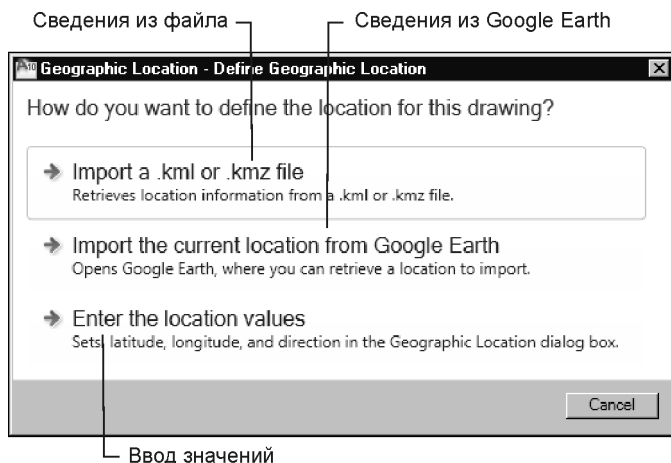 Сведения из файла
Сведения из Google Earth
A10 Geographic Location - Define Geographic Location
How do you want to define the location for this drawing?
Import a .kml or .kmz file
Retrieves location information from a .kml or .kmz file.
Import the current location from Google Earth
Opens Google Earth, where you can retrieve a location to import.
Enter the location values
Sets latitude, longitude, and direction in the Geographic Location dialog box.
Cancel
Ввод значений